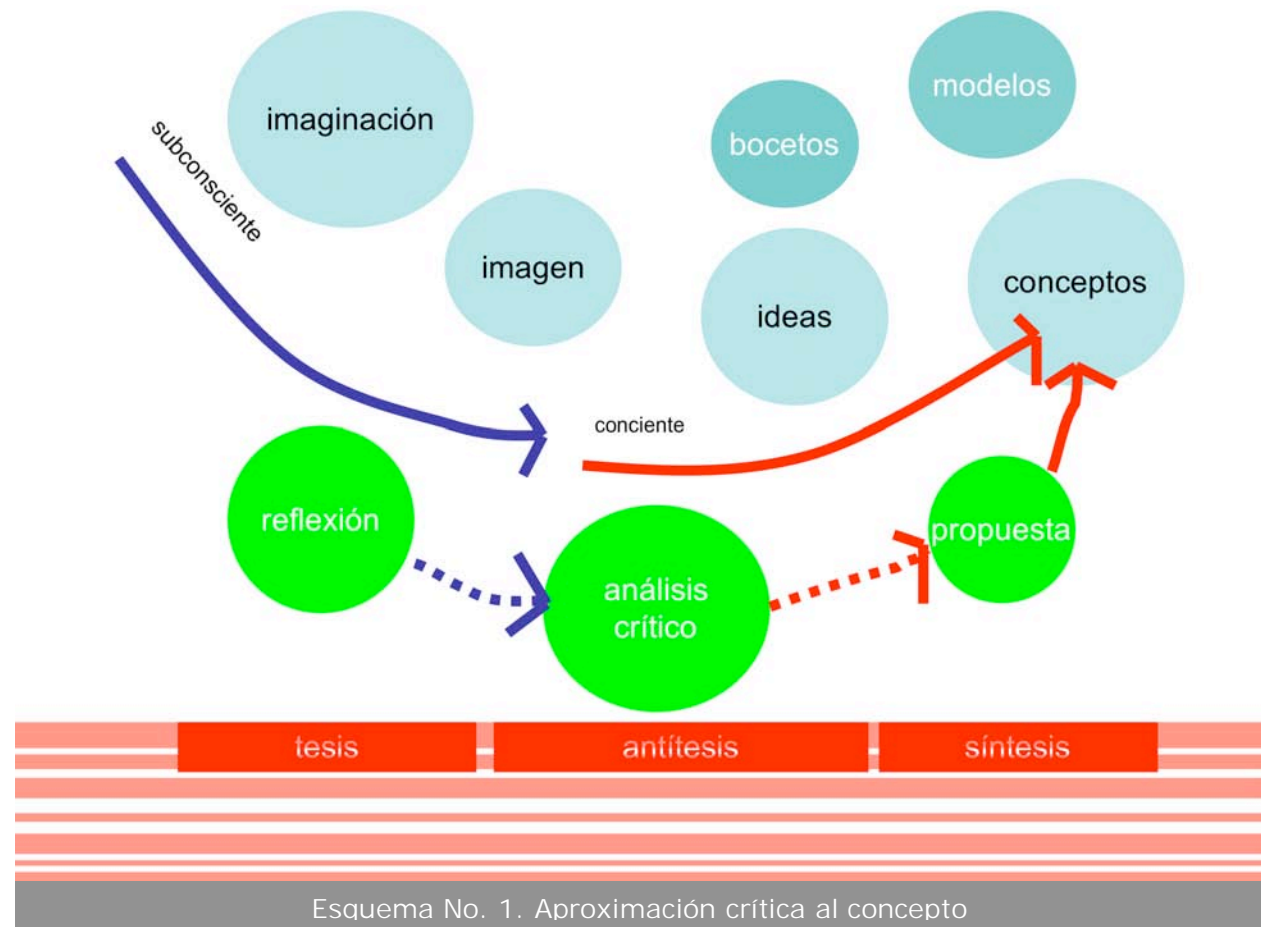 imaginación
modelos
bocetos
subconsciente
imagen
conceptos
ideas
conciente
reflexión
propuesta
análisis
crítico
tesis
antítesis
síntesis
Esquema No. 1. Aproximación crítica al concepto